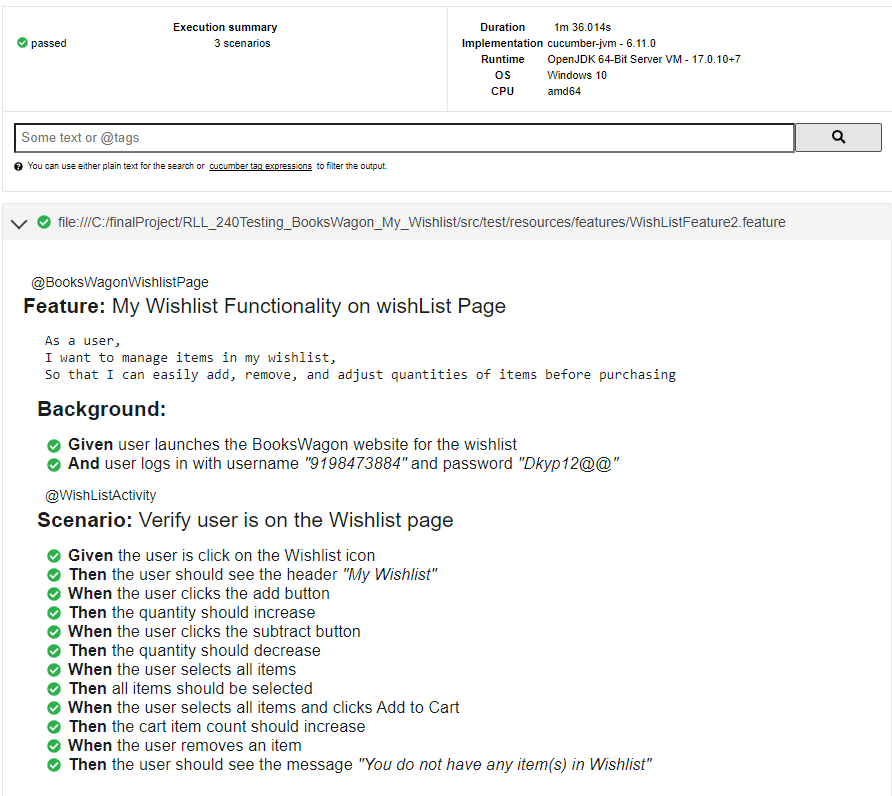 Execution summary
passed
3 scenarios
Duration 1m 36.014s
Implementation cucumber-jvm - 6.11.0
Runtime OpenJDK 64-Bit Server VM - 17.0.10+7
OS Windows 10
CPU amd64
Some text or @tags
You can use either plain text for the search or cucumber tag expressions to filter the output.
file:///C:/finalProject/RLL_240Testing_BooksWagon_My_Wishlist/src/test/resources/features/WishListFeature2.feature
@BooksWagonWishlistPage
Feature: My Wishlist Functionality on wishList Page
As a user,
I want to manage items in my wishlist,
So that I can easily add, remove, and adjust quantities of items before purchasing
Background:
Given user launches the BooksWagon website for the wishlist
And user logs in with username "9198473884" and password "Dkyp12@@"
@WishListActivity
Scenario: Verify user is on the Wishlist page
Given the user is click on the Wishlist icon
Then the user should see the header "My Wishlist"
When the user clicks the add button
Then the quantity should increase
When the user clicks the subtract button
Then the quantity should decrease
When the user selects all items
Then all items should be selected
When the user selects all items and clicks Add to Cart
Then the cart item count should increase
When the user removes an item
Then the user should see the message "You do not have any item(s) in Wishlist"